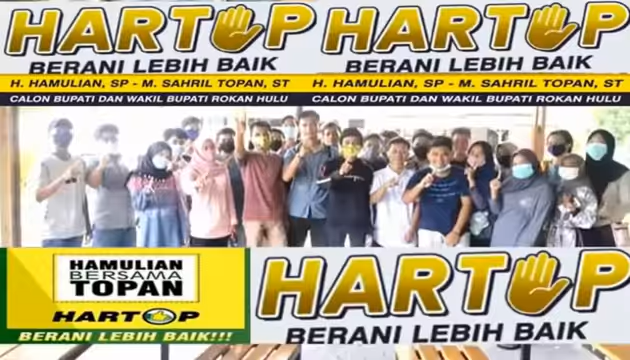 HARTOP
BERANI LEBIH BAIK
H. HAMULIAN, SP - M. SAHRIL TOPAN, ST
CALON BUPATI DAN WAKIL BUPATI ROKAN HULU
HARTOP
BERANI LEBIH BAIK
H. HAMULIAN, SP - M. SAHRIL TOPAN, ST
CALON BUPATI DAN WAKIL BUPATI ROKAN HULU
HAMULIAN
BERSAMA
TOPAN
HARTOP
BERANI LEBIH BAIK!!!
HARTOP
BERANI LEBIH BAIK